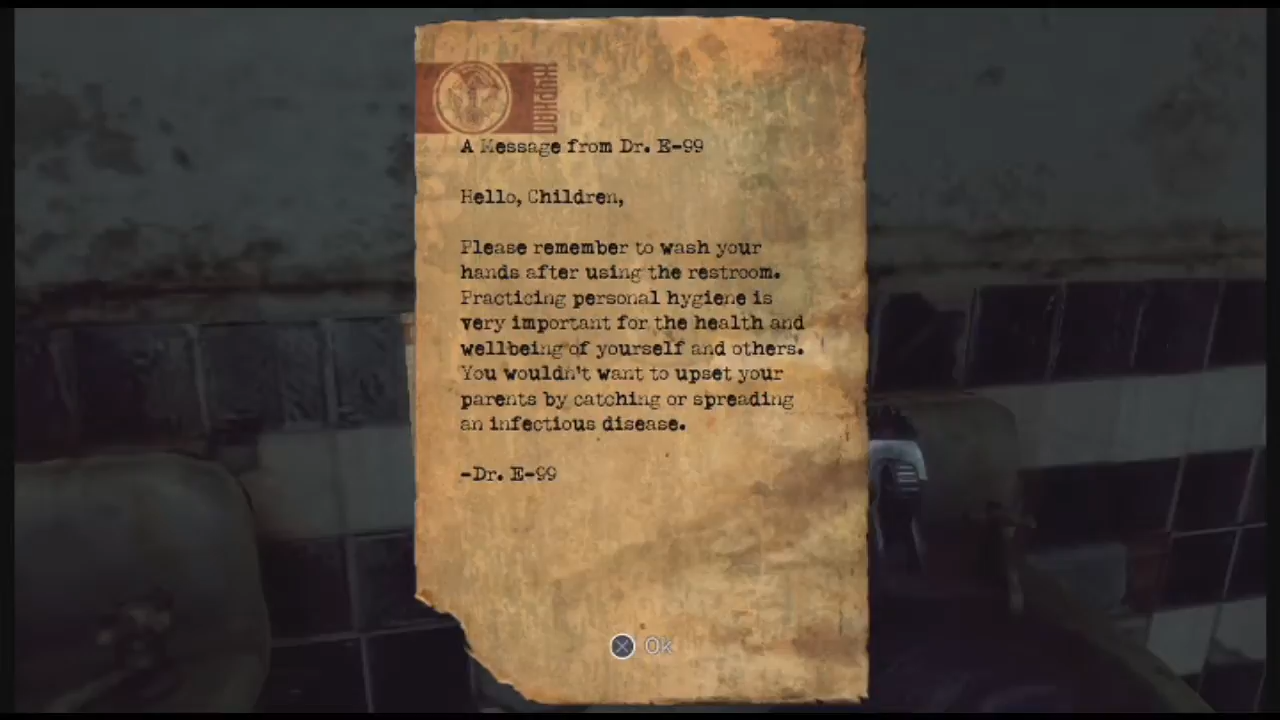 УРАНИЙ
A Message from Dr. E-99
Hello, Children,
Please remember to wash your
hands after using the restroom.
Practicing personal hygiene is
very important for the health and
wellbeing of yourself and others.
You wouldn't want to upset your
parents by catching or spreading
an infectious disease.
-Dr. E-99
Ok